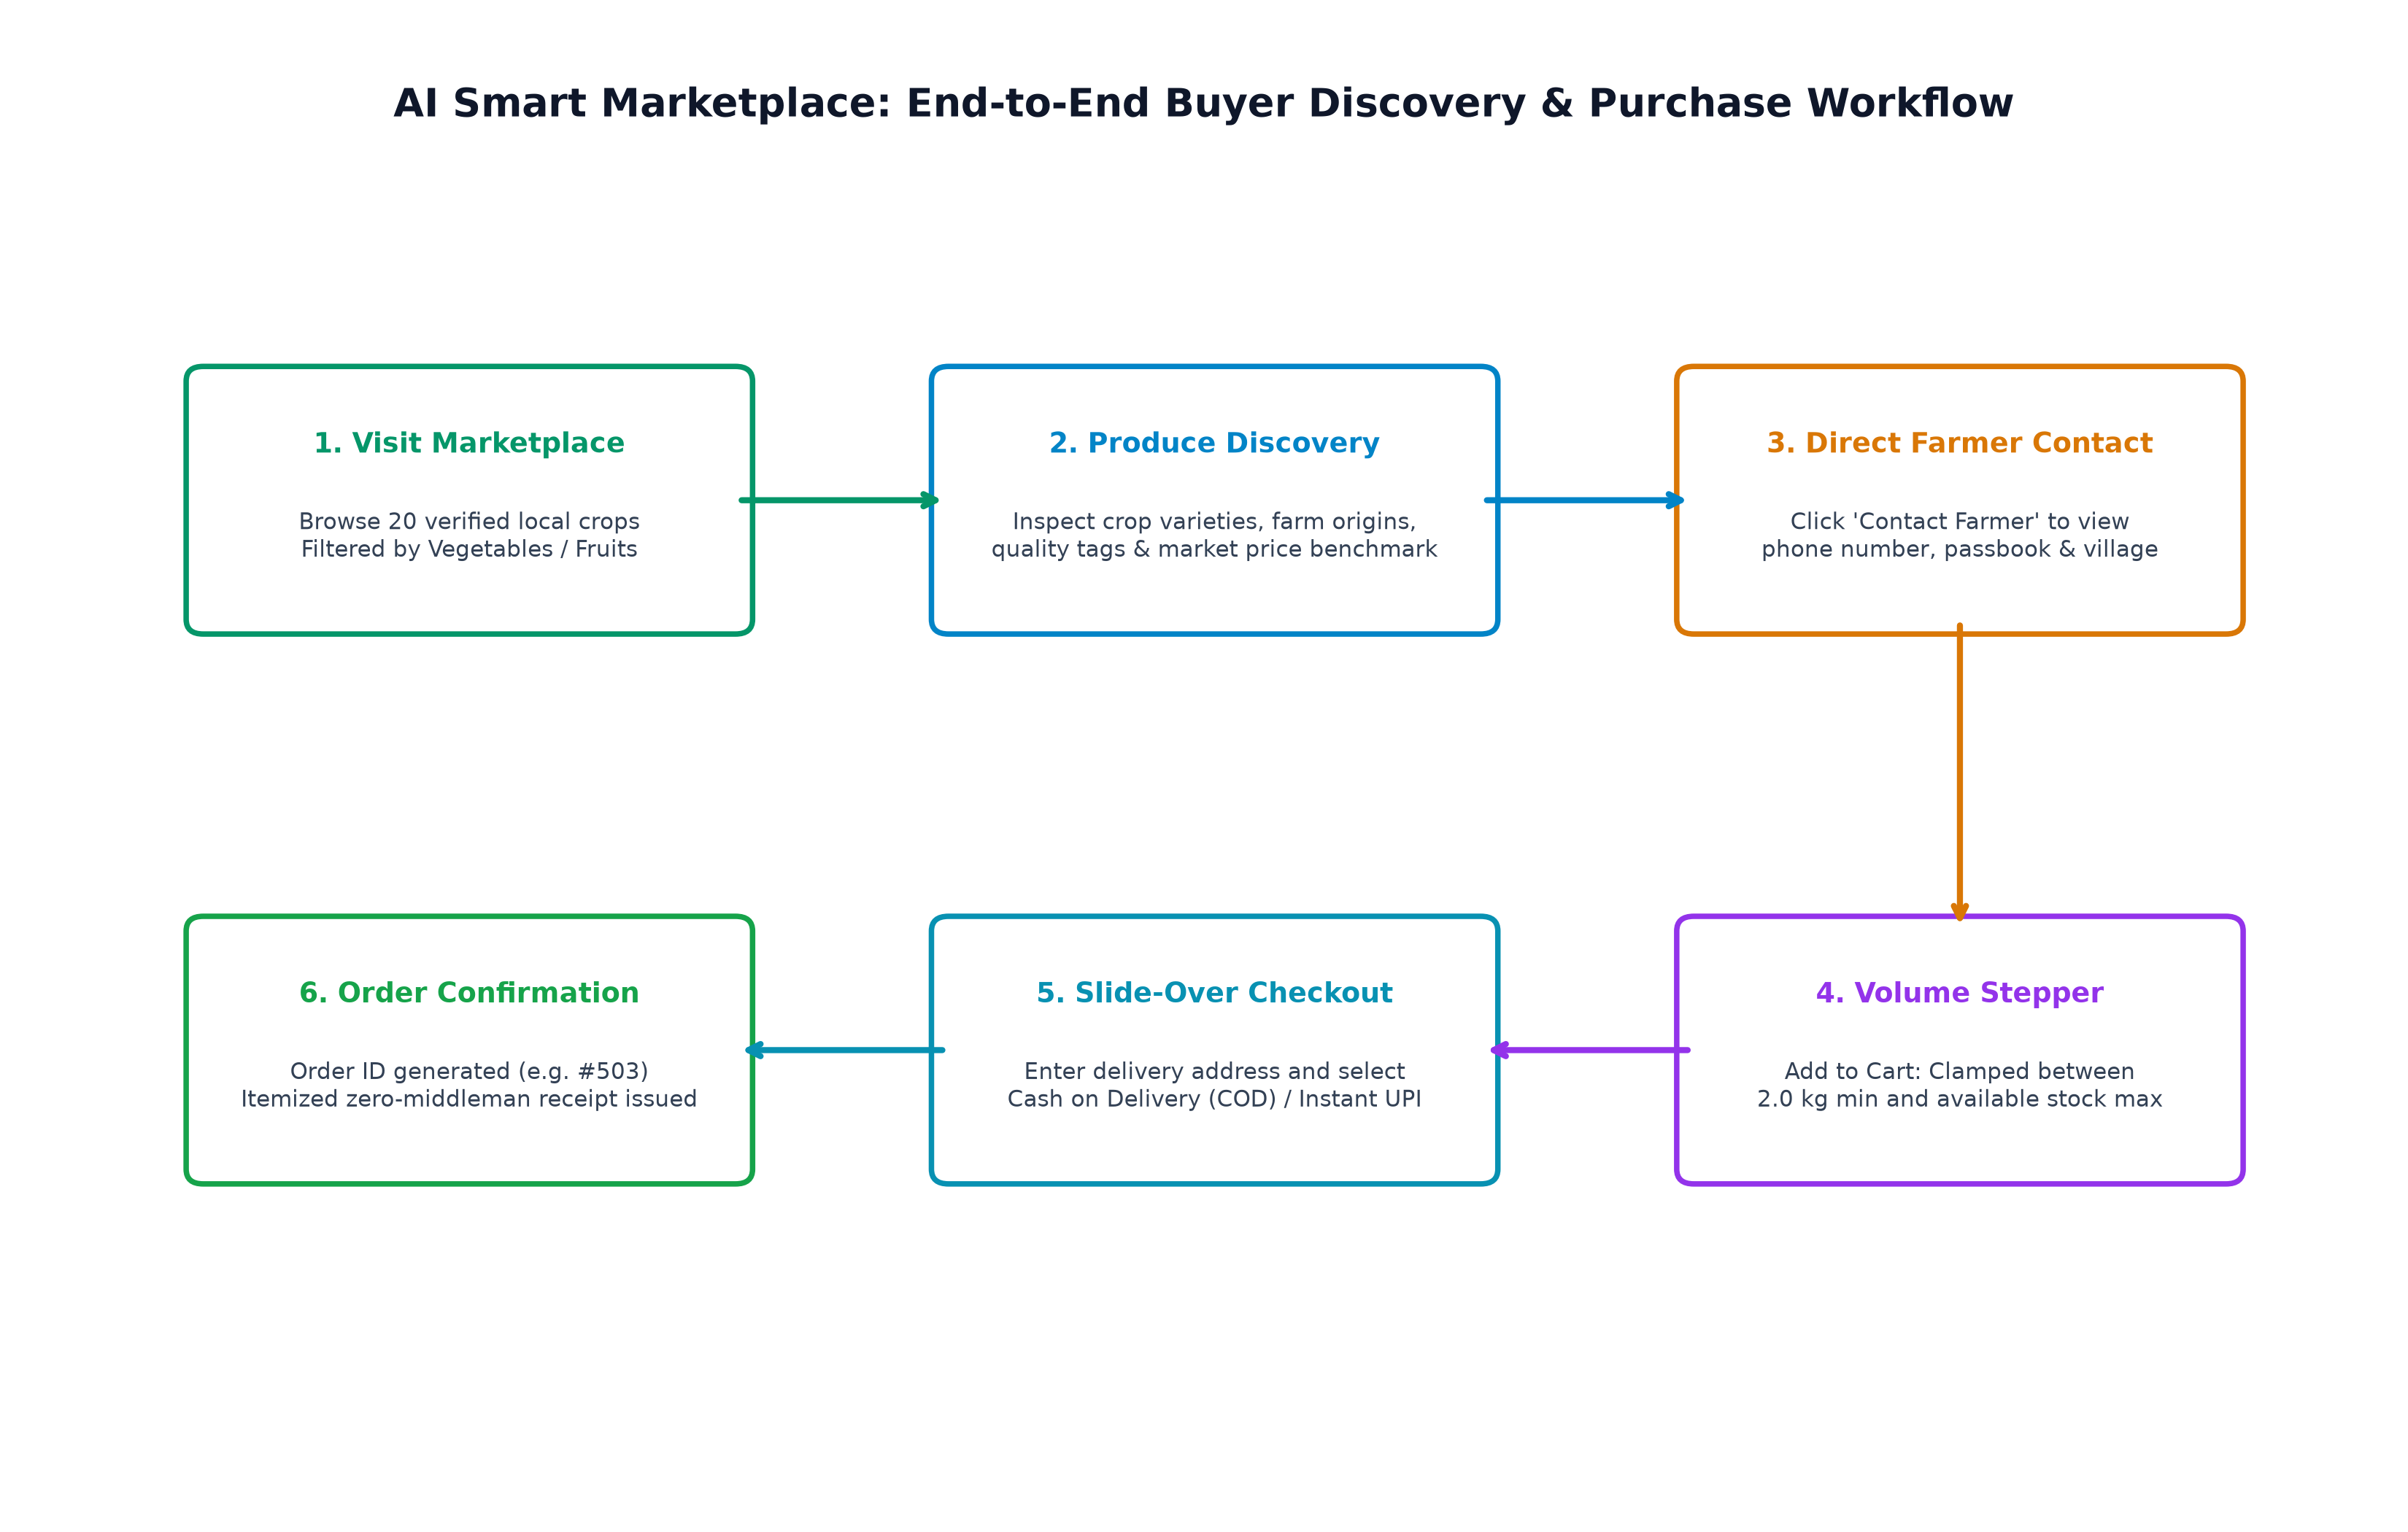 AI Smart Marketplace: End-to-End Buyer Discovery & Purchase Workflow
1. Visit Marketplace
Browse 20 verified local crops
Filtered by Vegetables / Fruits
2. Produce Discovery
Inspect crop varieties, farm origins,
quality tags & market price benchmark
3. Direct Farmer Contact
Click 'Contact Farmer' to view
phone number, passbook & village
4. Volume Stepper
Add to Cart: Clamped between
2.0 kg min and available stock max
5. Slide-Over Checkout
Enter delivery address and select
Cash on Delivery (COD) / Instant UPI
6. Order Confirmation
Order ID generated (e.g. #503)
Itemized zero-middleman receipt issued